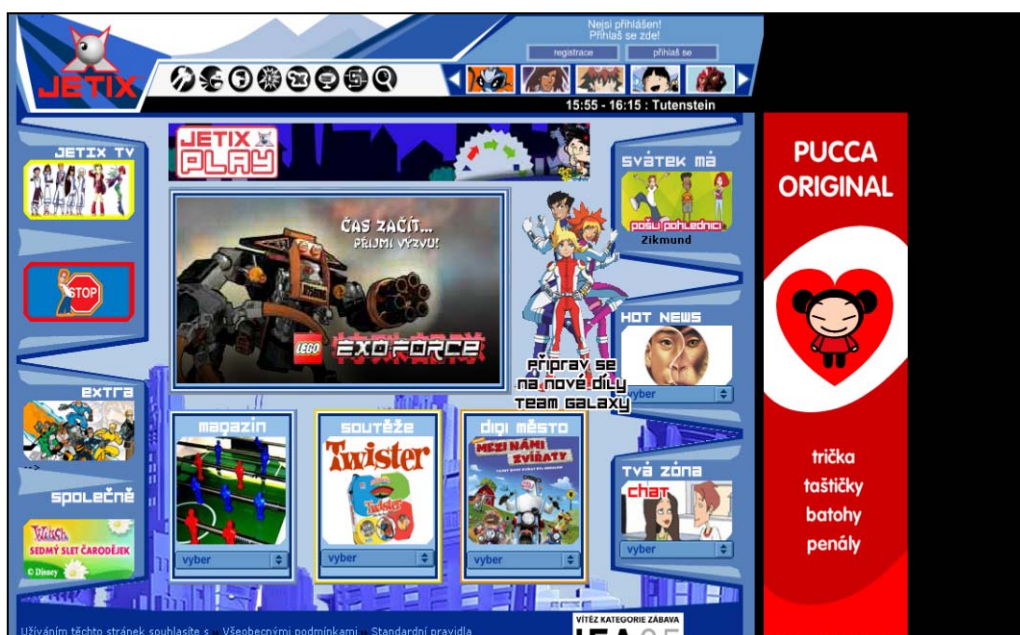 Nejsi přihlášen!
Přihlaš se zde!
registrace
přihlaš se
JETIX
15:55 - 16:15 : Tutenstein
JETIX TV
JETIX
PLAY
svátek má
pošli pohlednici
Zikmund
STOP
ČAS ZAČÍT...
PŘIJMI VÝZVU!
LEGO
EXO-FORCE
HOT NEWS
vyber
připrav se
na nové díly
TEAM GALAXY
extra
-->
magazín
vyber
soutěže
Twister
vyber
digi město
MEZI NÁMI
ZVÍŘATY
vyber
tvá zóna
chat
vyber
společně
W.I.T.C.H.
SEDMÝ SLET ČARODĚJEK
© Disney
PUCCA
ORIGINAL
trička
taštičky
batohy
penály
Užíváním těchto stránek souhlasíte s » Všeobecnými podmínkami » Standardní pravidla
VÍTĚZ KATEGORIE ZÁBAVA